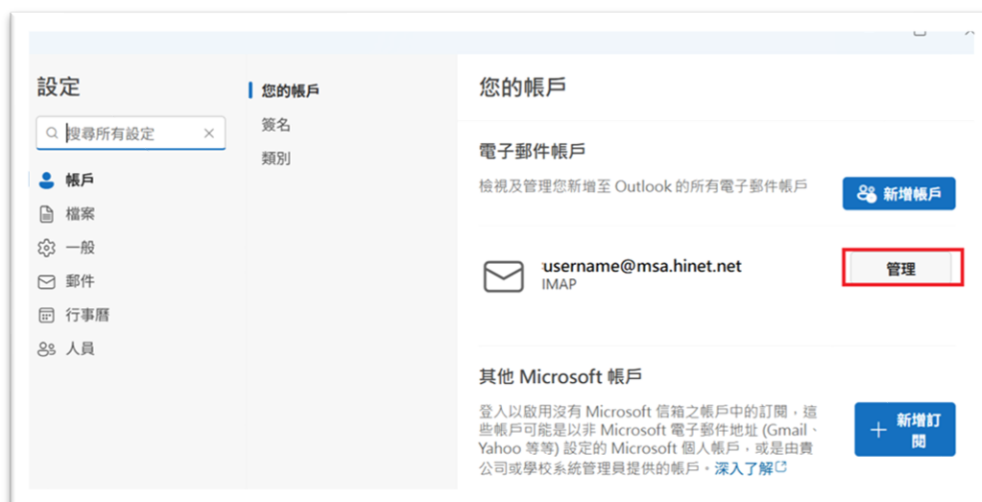 設定
搜尋所有設定
帳戶
檔案
一般
郵件
行事曆
人員
您的帳戶
簽名
類別
您的帳戶
電子郵件帳戶
檢視及管理您新增至 Outlook 的所有電子郵件帳戶
新增帳戶
username@msa.hinet.net
IMAP
管理
其他 Microsoft 帳戶
登入以啟用沒有 Microsoft 信箱之帳戶中的訂閱，這
些帳戶可能是以非 Microsoft 電子郵件地址 (Gmail、
Yahoo 等等) 設定的 Microsoft 個人帳戶，或是由貴
公司或學校系統管理員提供的帳戶。深入了解
新增訂
閱